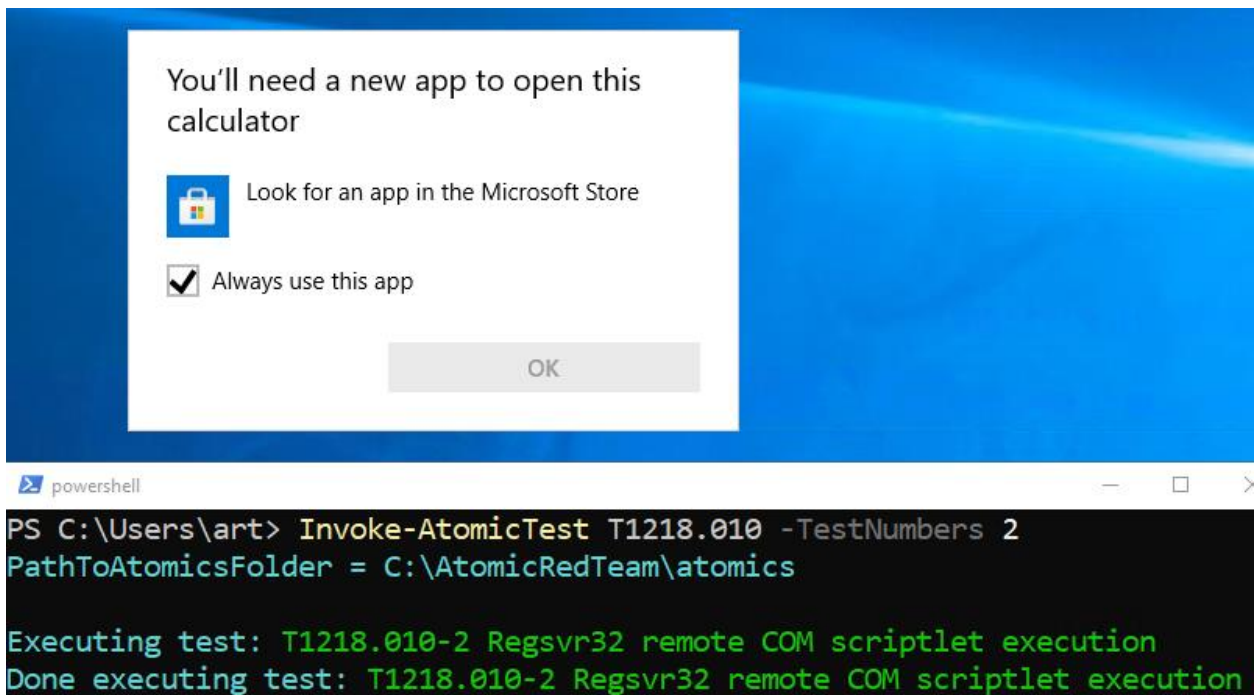 You'll need a new app to open this
calculator
Look for an app in the Microsoft Store
Always use this app
OK
powershell
PS C:\Users\art> Invoke-AtomicTest T1218.010 -TestNumbers 2
PathToAtomicsFolder = C:\AtomicRedTeam\atomics
Executing test: T1218.010-2 Regsvr32 remote COM scriptlet execution
Done executing test: T1218.010-2 Regsvr32 remote COM scriptlet execution